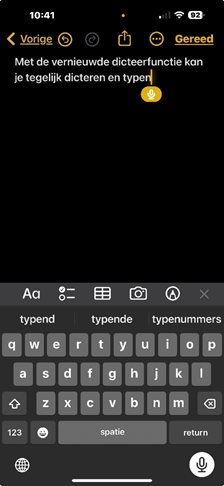 10:41
92
Vorige
Gereed
Met de vernieuwde dicteerfunctie kan
je tegelijk dicteren en typen
Aa
typend typende typenummers
q w e r t y u i o p
a s d f g h j k l
z x c v b n m
123 spatie return